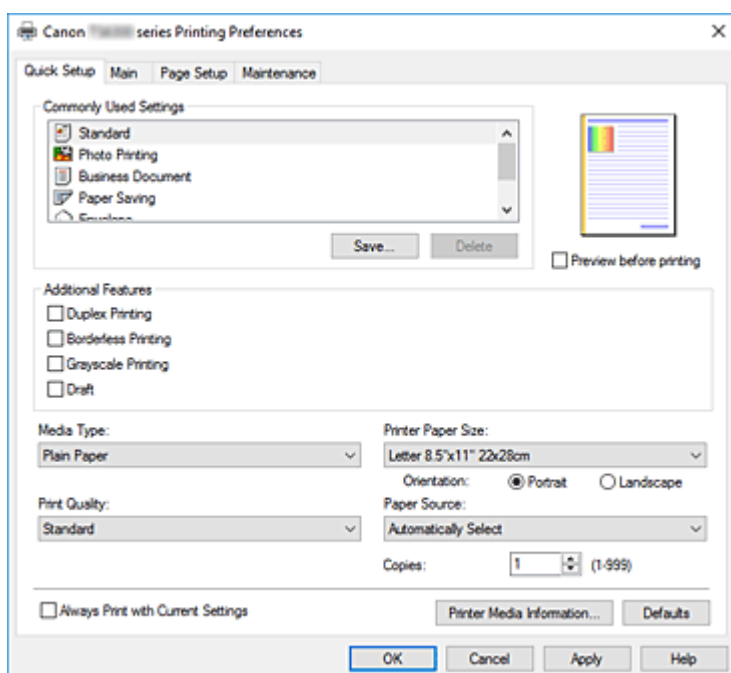 Canon series Printing Preferences
Quick Setup Main Page Setup Maintenance
Commonly Used Settings
Standard
Photo Printing
Business Document
Paper Saving
Envelope
Save... Delete
Preview before printing
Additional Features
Duplex Printing
Borderless Printing
Grayscale Printing
Draft
Media Type: Printer Paper Size:
Plain Paper Letter 8.5"x11" 22x28cm
Orientation: Portrait Landscape
Print Quality: Paper Source:
Standard Automatically Select
Copies: 1 (1-999)
Always Print with Current Settings Printer Media Information... Defaults
OK Cancel Apply Help